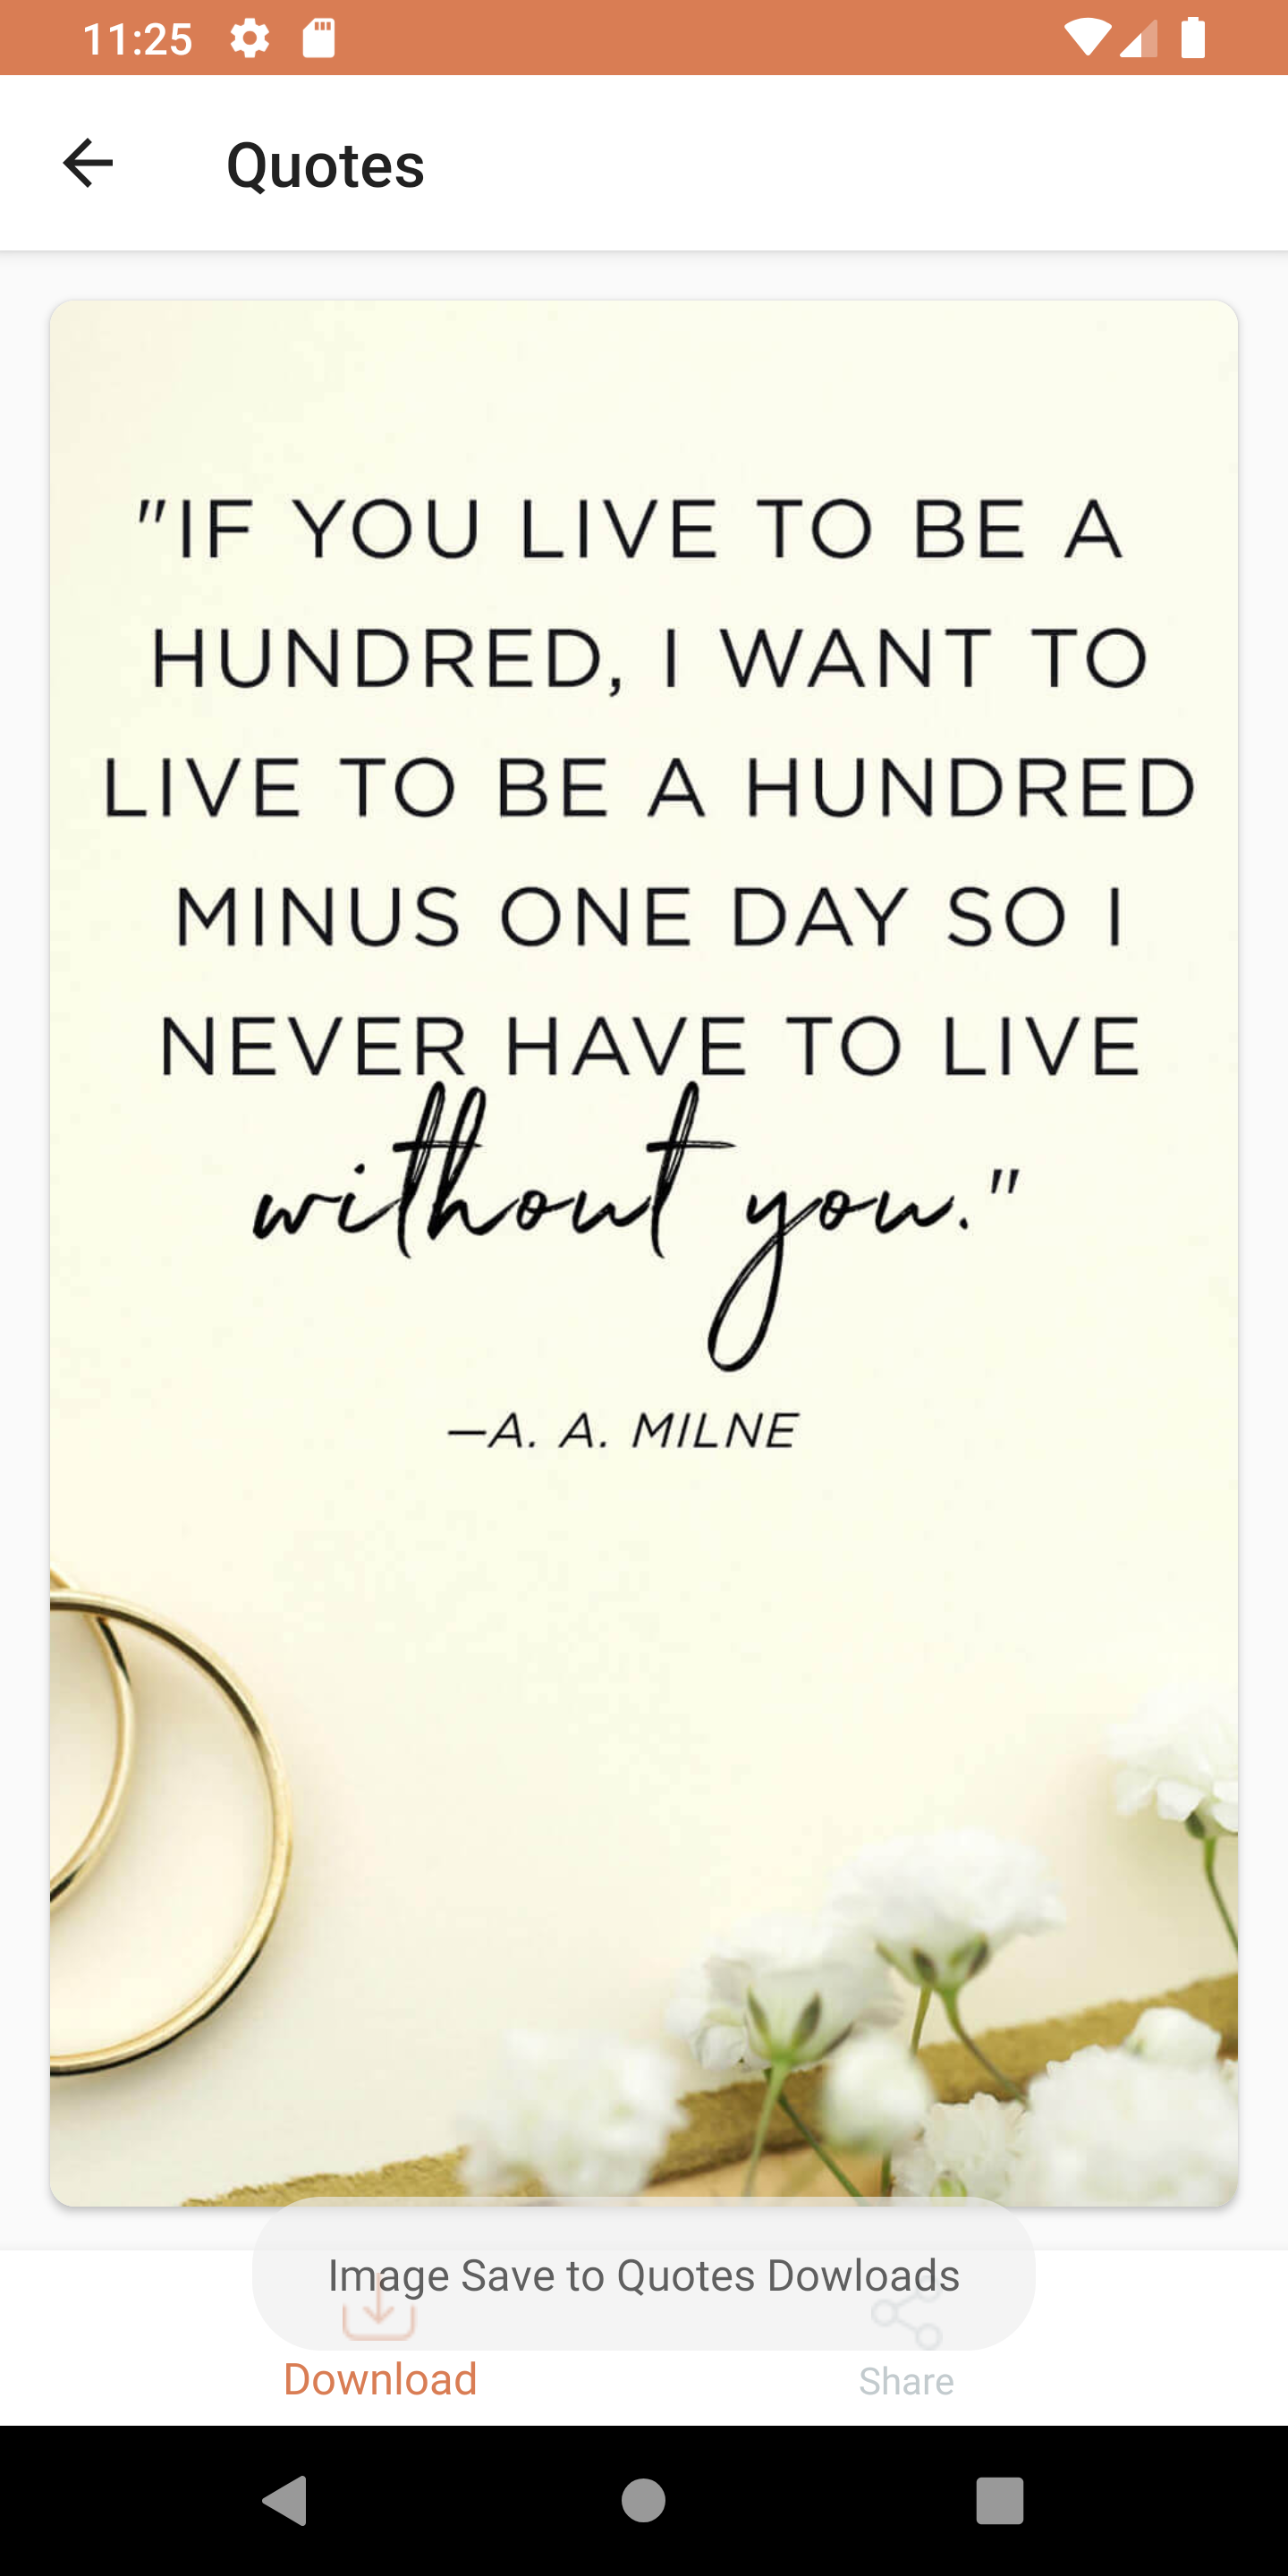 11:25
Quotes
"IF YOU LIVE TO BE A
HUNDRED, I WANT TO
LIVE TO BE A HUNDRED
MINUS ONE DAY SO I
NEVER HAVE TO LIVE
without you."
—A. A. MILNE
Image Save to Quotes Dowloads
Download
Share